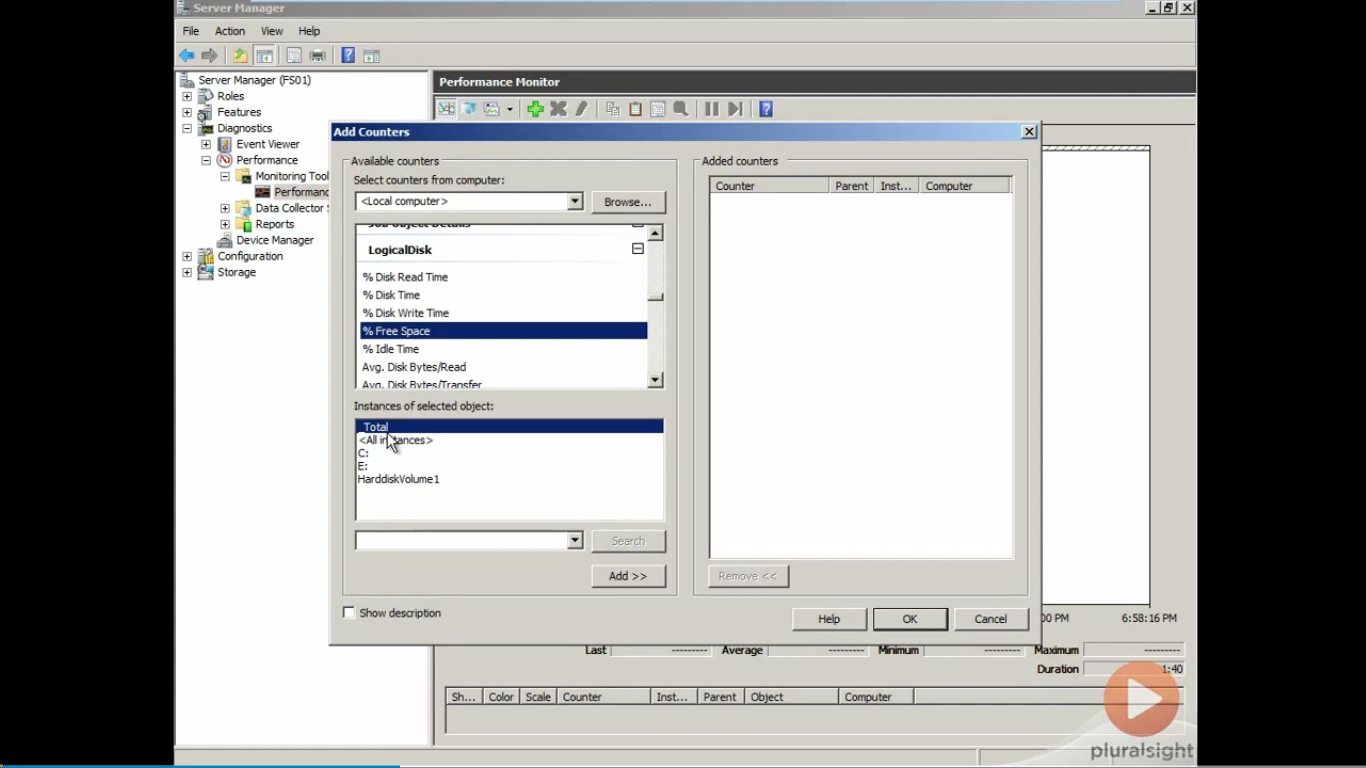 Server Manager
File Action View Help
Server Manager (FS01)
Roles
Features
Diagnostics
Event Viewer
Performance
Monitoring Tool
Performanc
Data Collector S
Reports
Device Manager
Configuration
Storage
Performance Monitor
Add Counters
Available counters
Select counters from computer:
<Local computer>
Browse...
Job Object Details
LogicalDisk
% Disk Read Time
% Disk Time
% Disk Write Time
% Free Space
% Idle Time
Avg. Disk Bytes/Read
Avg. Disk Bytes/Transfer
Instances of selected object:
_Total
<All instances>
C:
E:
HarddiskVolume1
Search
Add >>
Show description
Added counters
Counter Parent Inst... Computer
Remove <<
Help OK Cancel
00 PM 6:58:16 PM
Last --------- Average --------- Minimum --------- Maximum ---------
Duration 1:40
Sh... Color Scale Counter Inst... Parent Object Computer
pluralsight